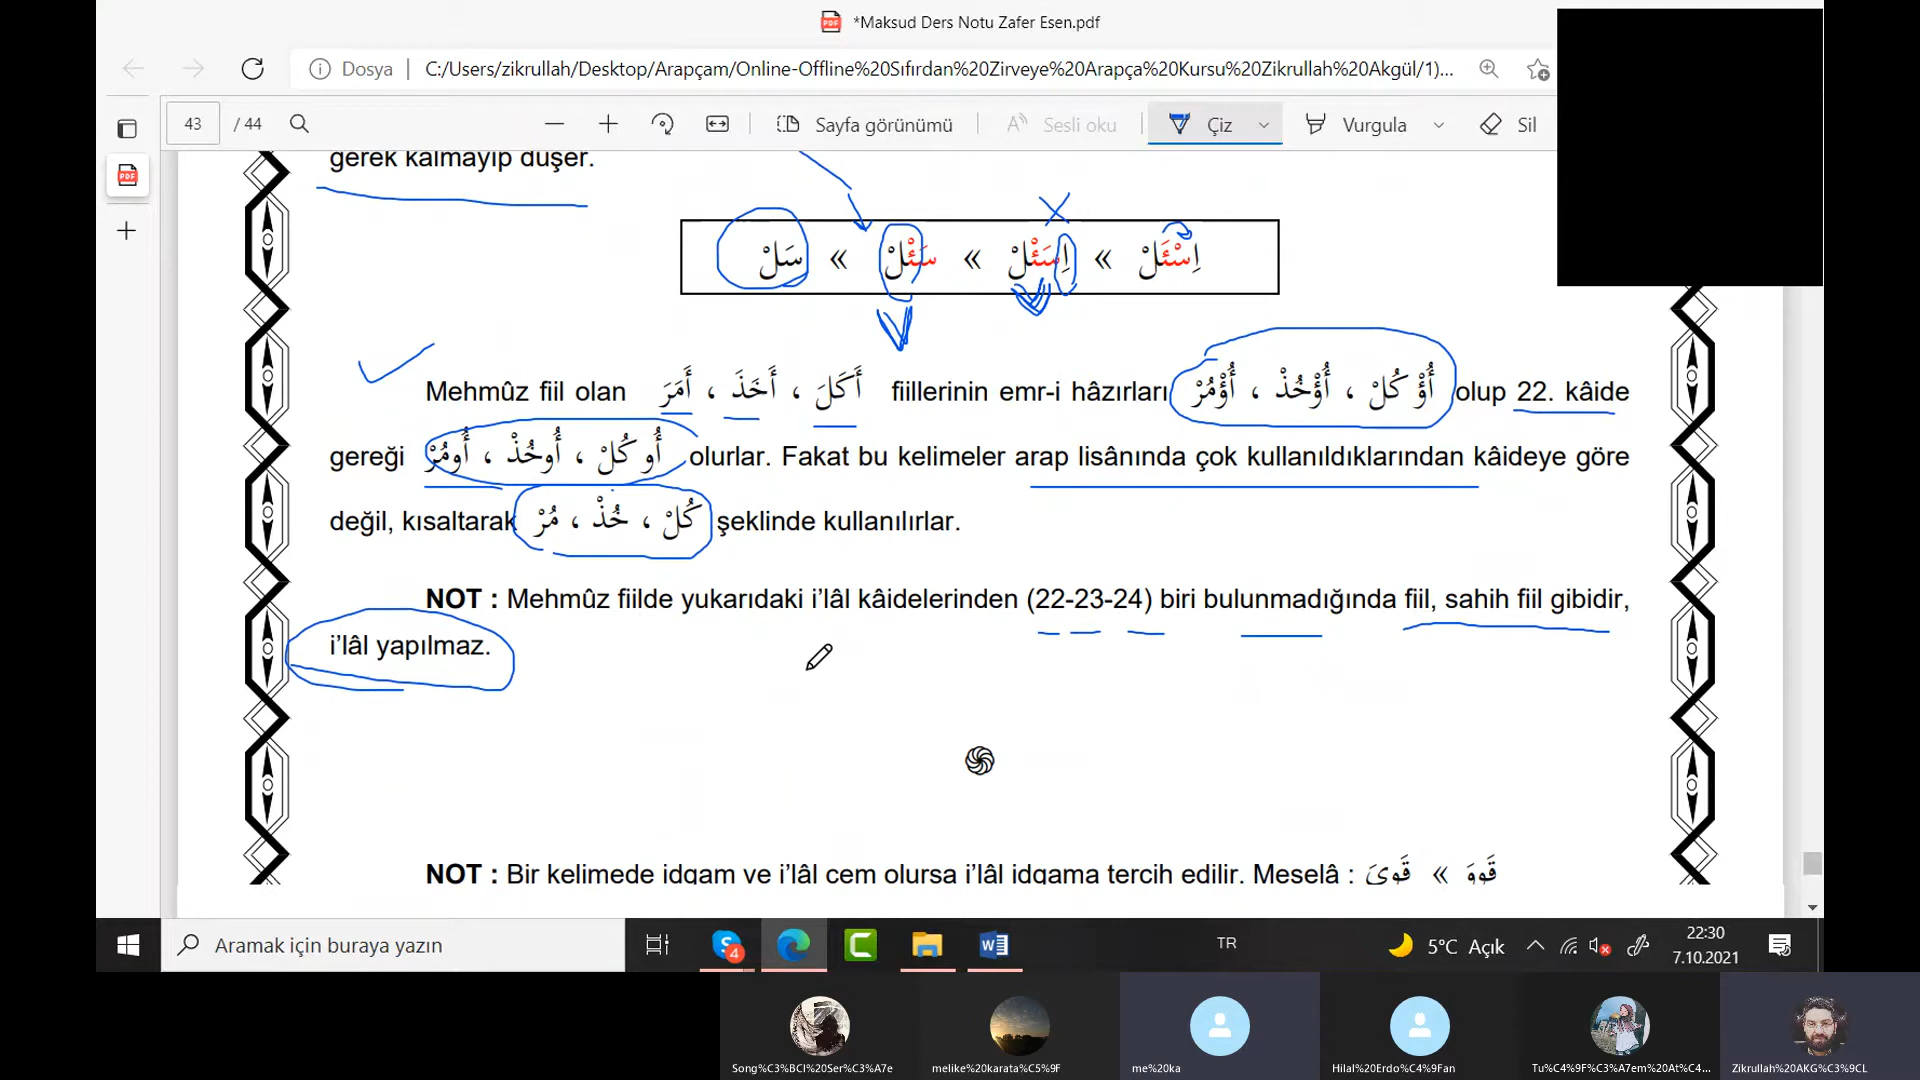 *Maksud Ders Notu Zafer Esen.pdf
Dosya | C:/Users/zikrullah/Desktop/Arapçam/Online-Offline%20Sıfırdan%20Zirveye%20Arapça%20Kursu%20Zikrullah%20Akgül/1)...
43 / 44 Sayfa görünümü Sesli oku Çiz Vurgula Sil
gerek kalmayıp düşer.
اِسْئَلْ » اِسَئْلْ » سَئْلْ » سَلْ
Mehmûz fiil olan أَكَلَ ، أَخَذَ ، أَمَرَ fiillerinin emr-i hâzırları أُؤْكُلْ ، أُؤْخُذْ ، أُؤْمُرْ olup 22. kâide
gereği أُوكُلْ ، أُوخُذْ ، أُومُرْ olurlar. Fakat bu kelimeler arap lisânında çok kullanıldıklarından kâideye göre
değil, kısaltarak كُلْ ، خُذْ ، مُرْ şeklinde kullanılırlar.
NOT : Mehmûz fiilde yukarıdaki i’lâl kâidelerinden (22-23-24) biri bulunmadığında fiil, sahih fiil gibidir,
i’lâl yapılmaz.
NOT : Bir kelimede idgam ve i’lâl cem olursa i’lâl idgama tercih edilir. Meselâ : قَوِوَ » قَوِيَ
Aramak için buraya yazın
4
TR
5°C Açık
22:30
7.10.2021
Song%C3%BCl%20Ser%C3%A7e
melike%20karata%C5%9F
me%20ka
Hilal%20Erdo%C4%9Fan
Tu%C4%9F%C3%A7em%20At%C4...
Zikrullah%20AKG%C3%9CL